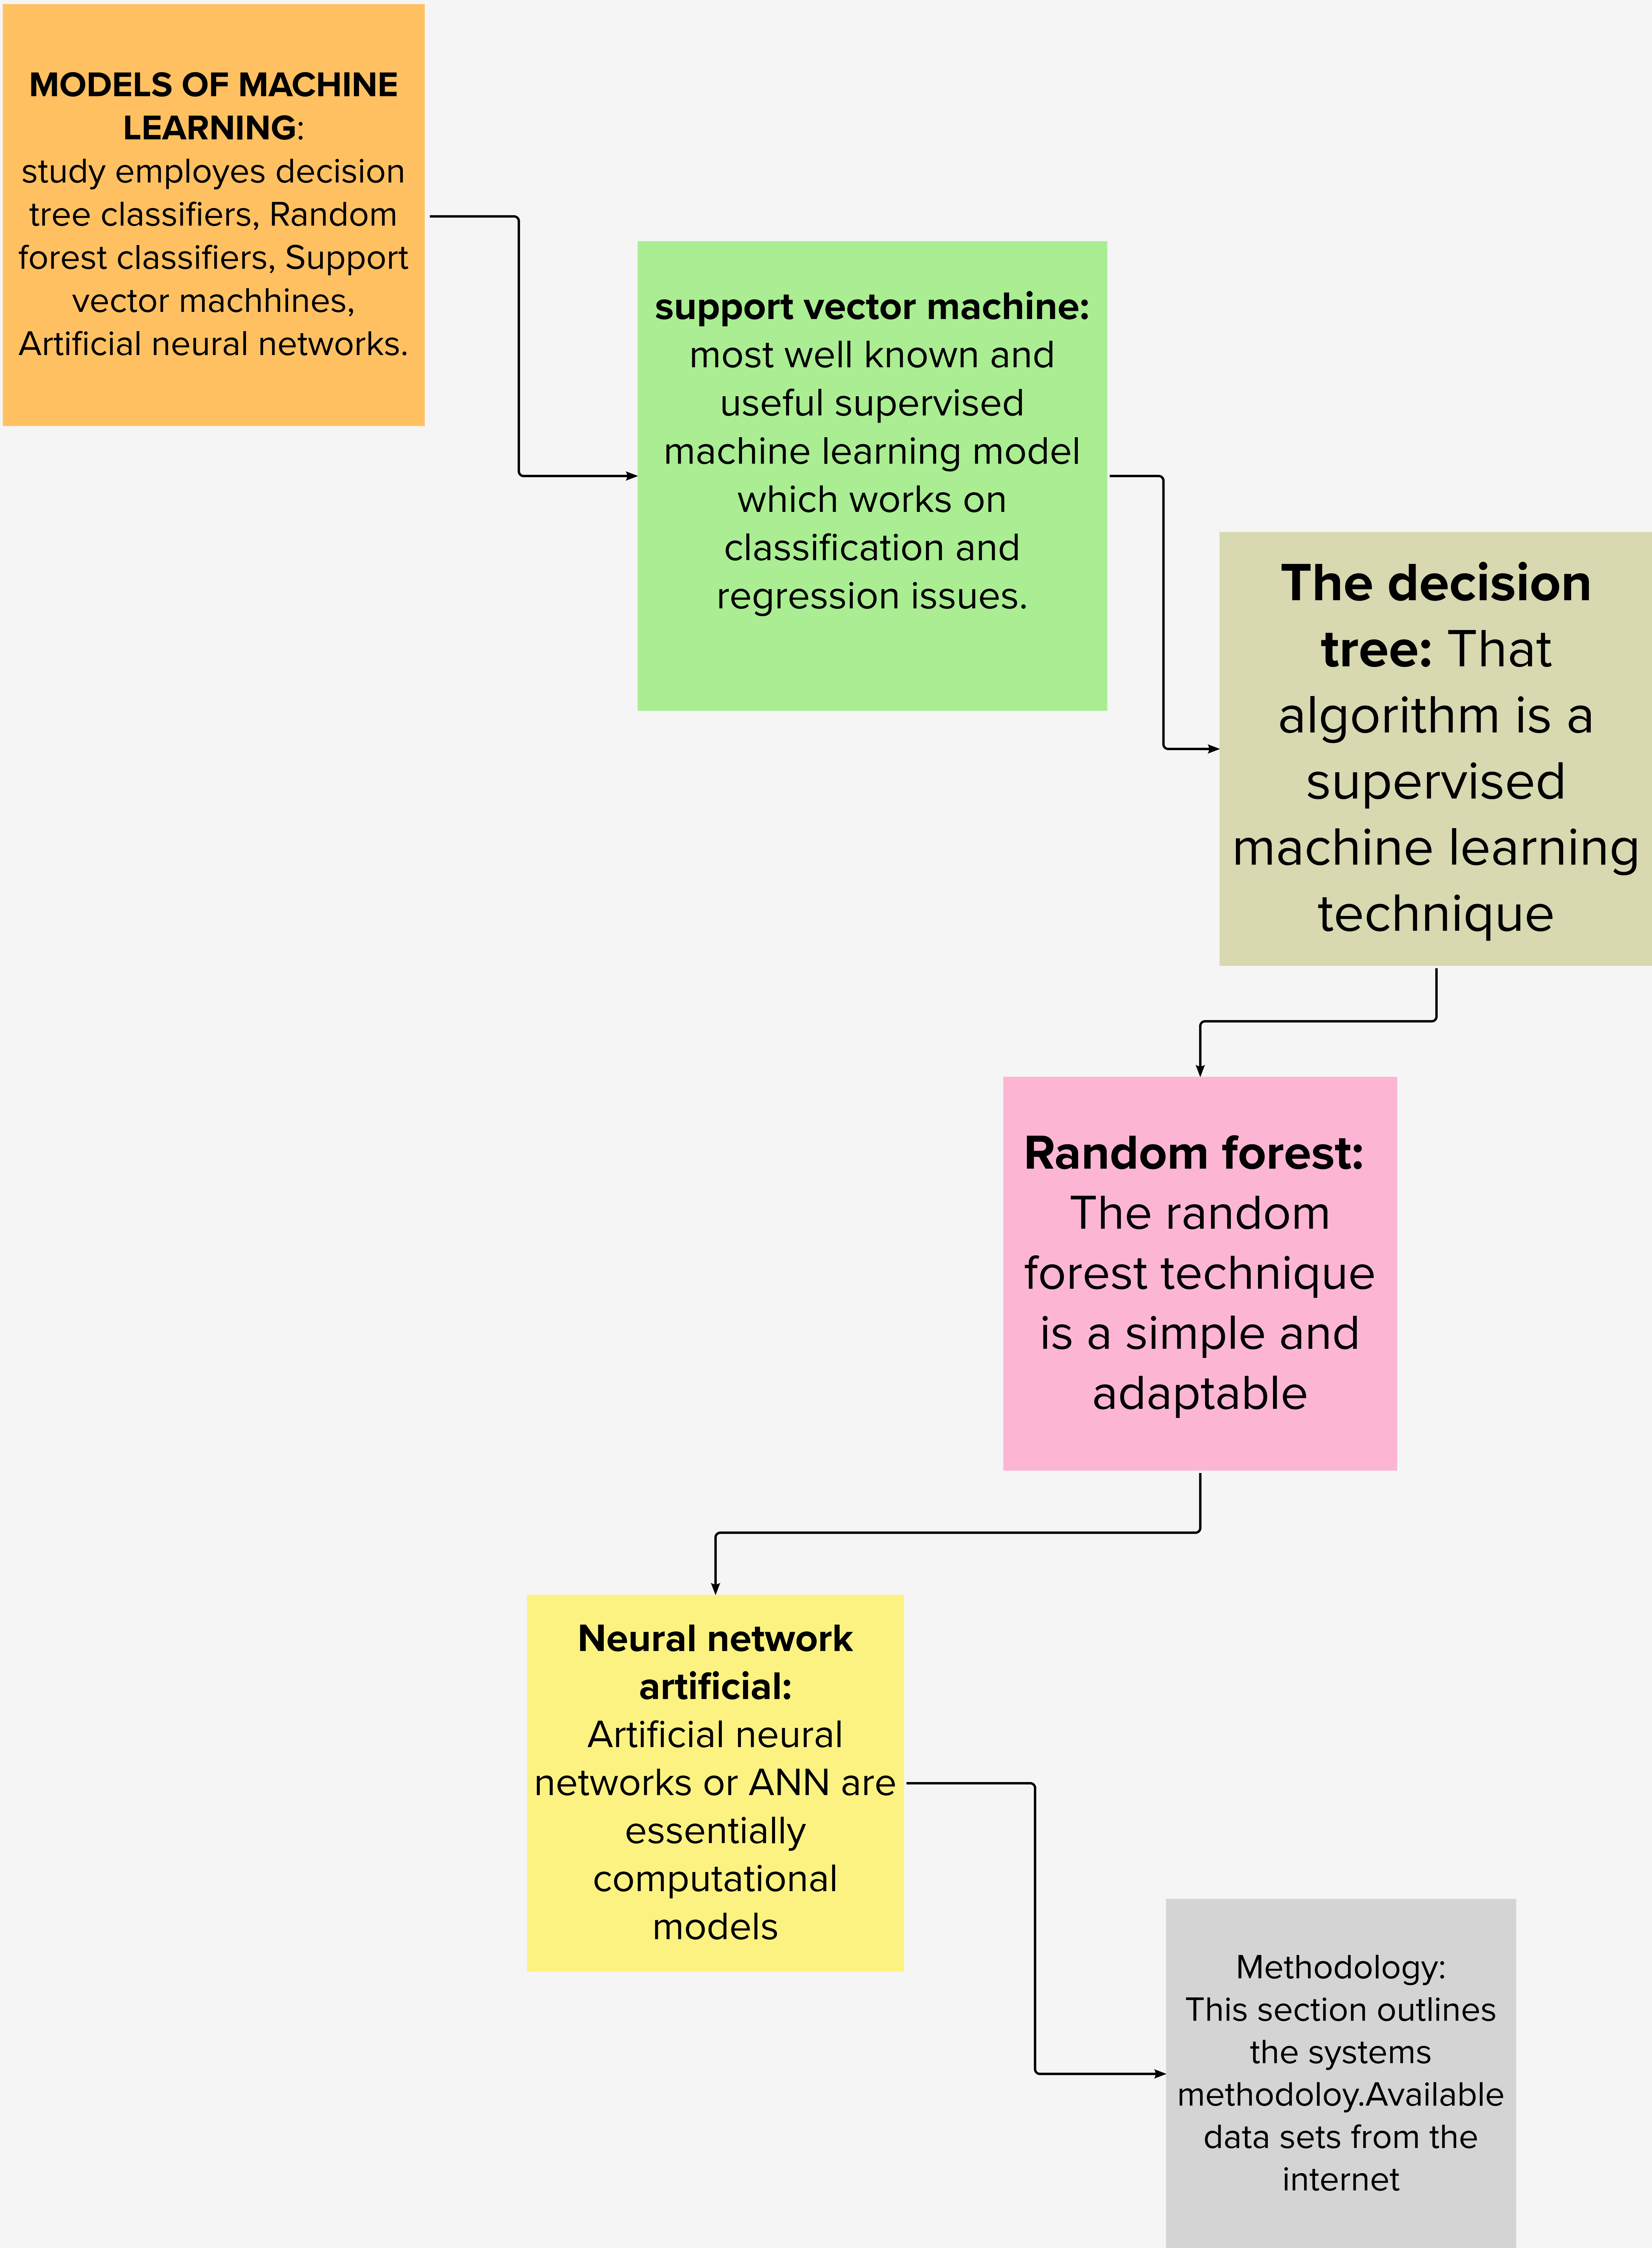 MODELS OF MACHINE
LEARNING:
study employes decision
tree classifiers, Random
forest classifiers, Support
vector machhines,
Artificial neural networks.
support vector machine:
most well known and
useful supervised
machine learning model
which works on
classification and
regression issues.
The decision
tree: That
algorithm is a
supervised
machine learning
technique
Random forest:
The random
forest technique
is a simple and
adaptable
Neural network
artificial:
Artificial neural
networks or ANN are
essentially
computational
models
Methodology:
This section outlines
the systems
methodoloy.Available
data sets from the
internet